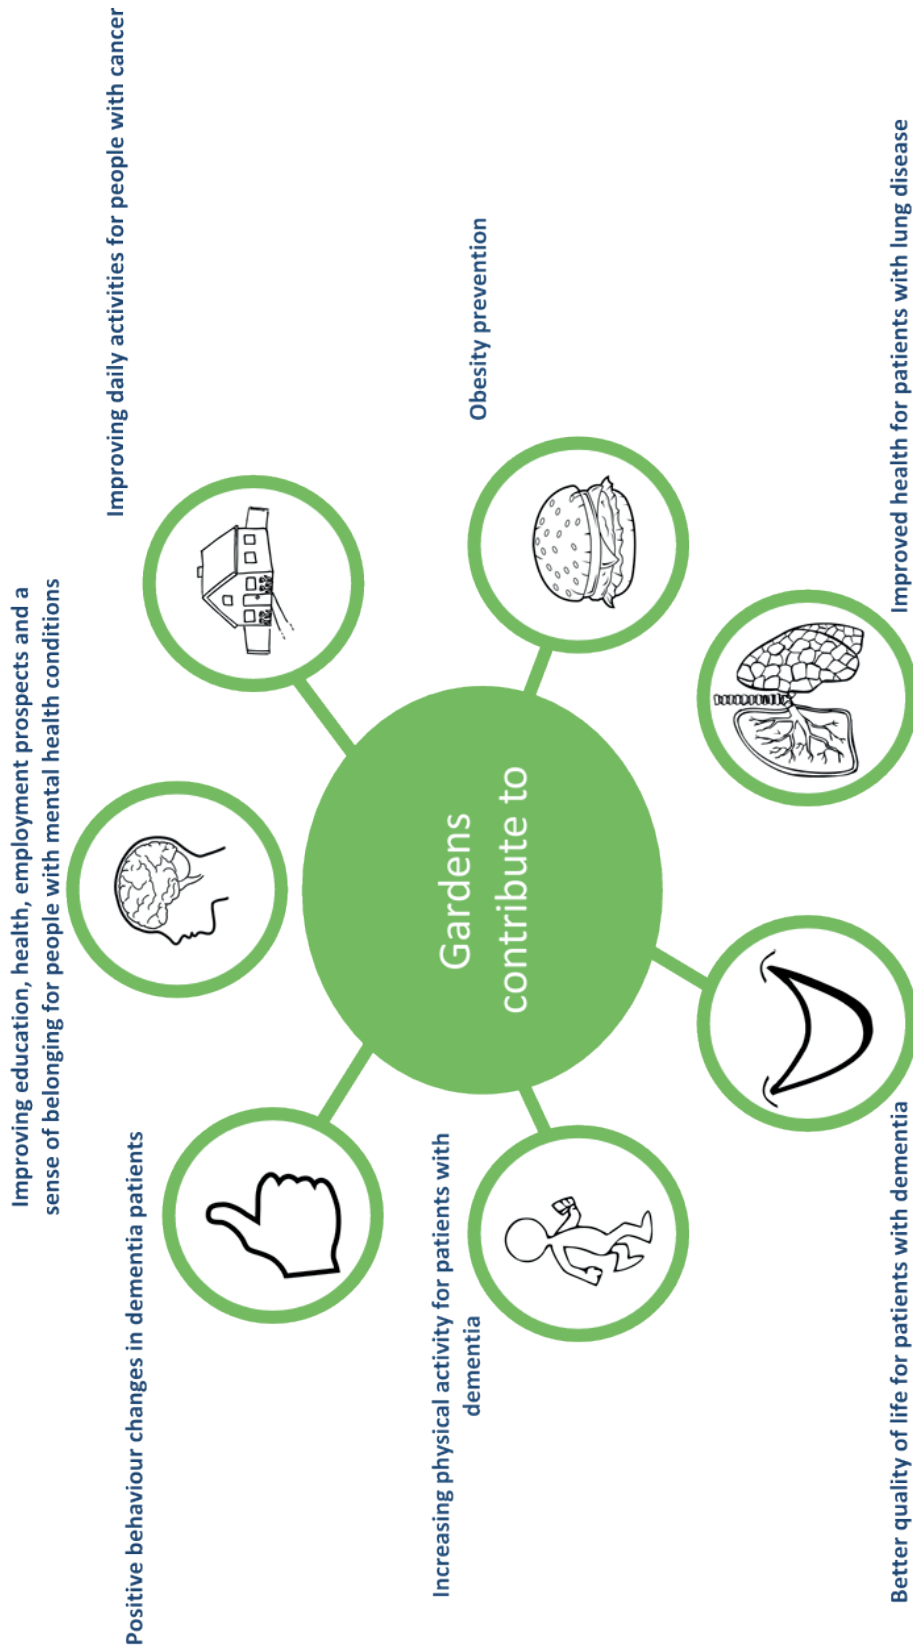 Improving education, health, employment prospects and a
sense of belonging for people with mental health conditions
Positive behaviour changes in dementia patients
Improving daily activities for people with cancer
Gardens
contribute to
Increasing physical activity for patients with
dementia
Obesity prevention
Better quality of life for patients with dementia
Improved health for patients with lung disease